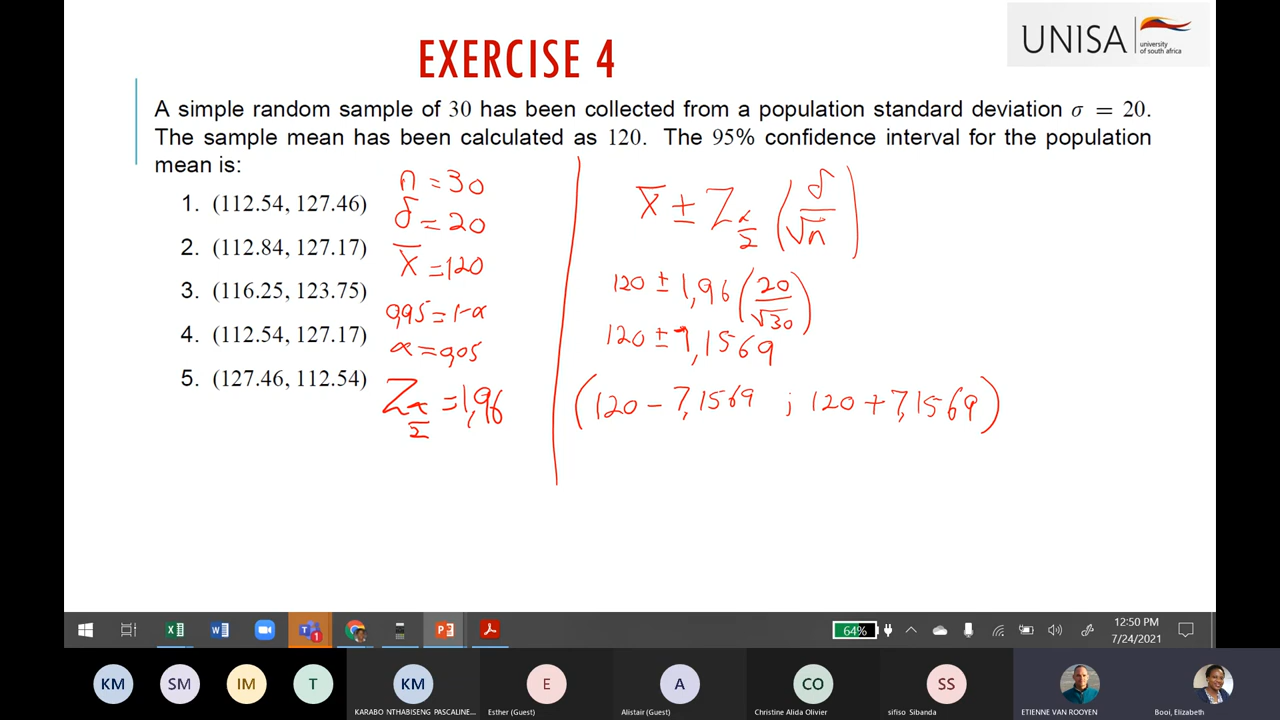 EXERCISE 4
UNISA
university
of south africa
A simple random sample of 30 has been collected from a population standard deviation σ = 20.
The sample mean has been calculated as 120. The 95% confidence interval for the population
mean is:
1. (112.54, 127.46)
2. (112.84, 127.17)
3. (116.25, 123.75)
4. (112.54, 127.17)
5. (127.46, 112.54)
n = 30
δ = 20
x̄ = 120
0,95 = 1-α
α = 0,05
Zα/2 = 1,96
x̄ ± Zα/2 (δ/√n)
120 ± 1,96 (20/√30)
120 ± 7,1569
(120 - 7,1569 ; 120 + 7,1569)
1
64%
12:50 PM
7/24/2021
KM
SM
IM
T
KM
KARABO NTHABISENG PASCALINE...
E
Esther (Guest)
A
Alistair (Guest)
CO
Christine Alida Olivier
SS
sifiso Sibanda
ETIENNE VAN ROOYEN
Booi, Elizabeth